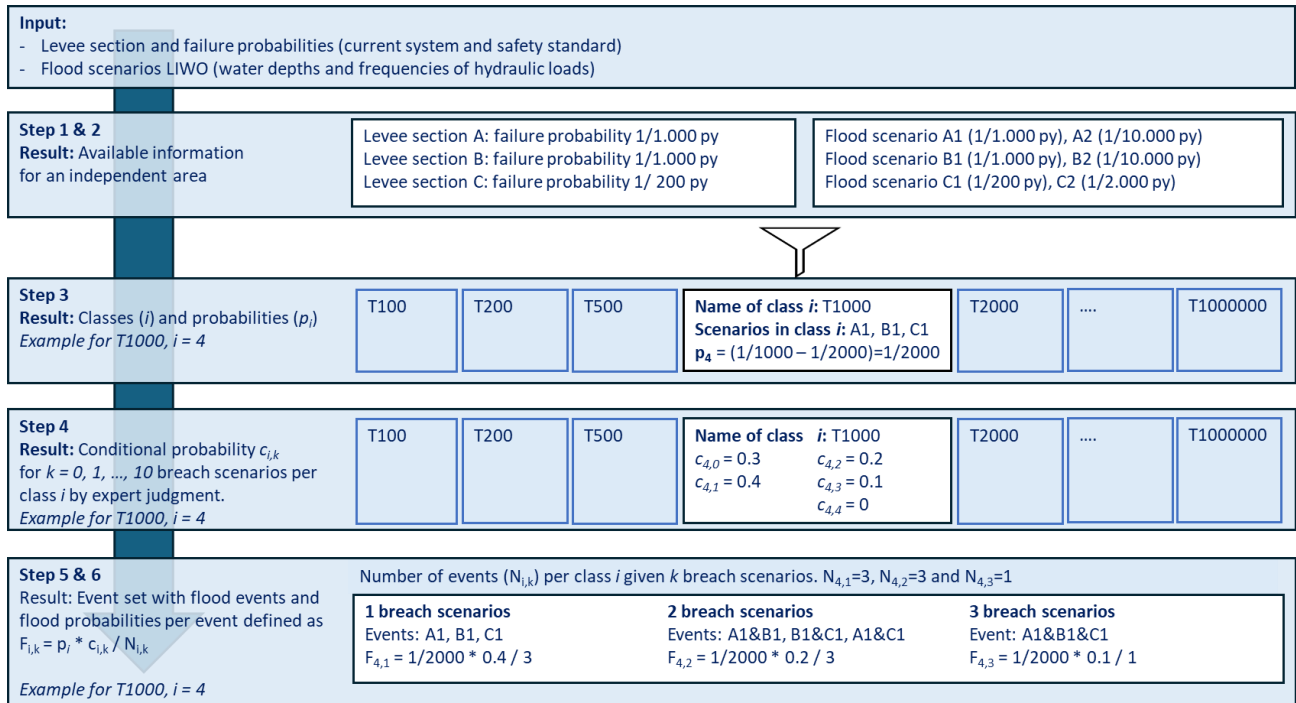 Input:
- Levee section and failure probabilities (current system and safety standard)
- Flood scenarios LIWO (water depths and frequencies of hydraulic loads)
Step 1 & 2
Result: Available information
for an independent area
Levee section A: failure probability 1/1.000 py
Levee section B: failure probability 1/1.000 py
Levee section C: failure probability 1/ 200 py
Flood scenario A1 (1/1.000 py), A2 (1/10.000 py)
Flood scenario B1 (1/1.000 py), B2 (1/10.000 py)
Flood scenario C1 (1/200 py), C2 (1/2.000 py)
Step 3
Result: Classes (i) and probabilities (pi)
Example for T1000, i = 4
T100
T200
T500
Name of class i: T1000
Scenarios in class i: A1, B1, C1
p4 = (1/1000 – 1/2000)=1/2000
T2000
....
T1000000
Step 4
Result: Conditional probability ci,k
for k = 0, 1, ..., 10 breach scenarios per
class i by expert judgment.
Example for T1000, i = 4
T100
T200
T500
Name of class i: T1000
c4,0 = 0.3 c4,2 = 0.2
c4,1 = 0.4 c4,3 = 0.1
c4,4 = 0
T2000
....
T1000000
Step 5 & 6
Result: Event set with flood events and
flood probabilities per event defined as
Fi,k = pi * ci,k / Ni,k
Example for T1000, i = 4
Number of events (Ni,k) per class i given k breach scenarios. N4,1=3, N4,2=3 and N4,3=1
1 breach scenarios
Events: A1, B1, C1
F4,1 = 1/2000 * 0.4 / 3
2 breach scenarios
Events: A1&B1, B1&C1, A1&C1
F4,2 = 1/2000 * 0.2 / 3
3 breach scenarios
Event: A1&B1&C1
F4,3 = 1/2000 * 0.1 / 1